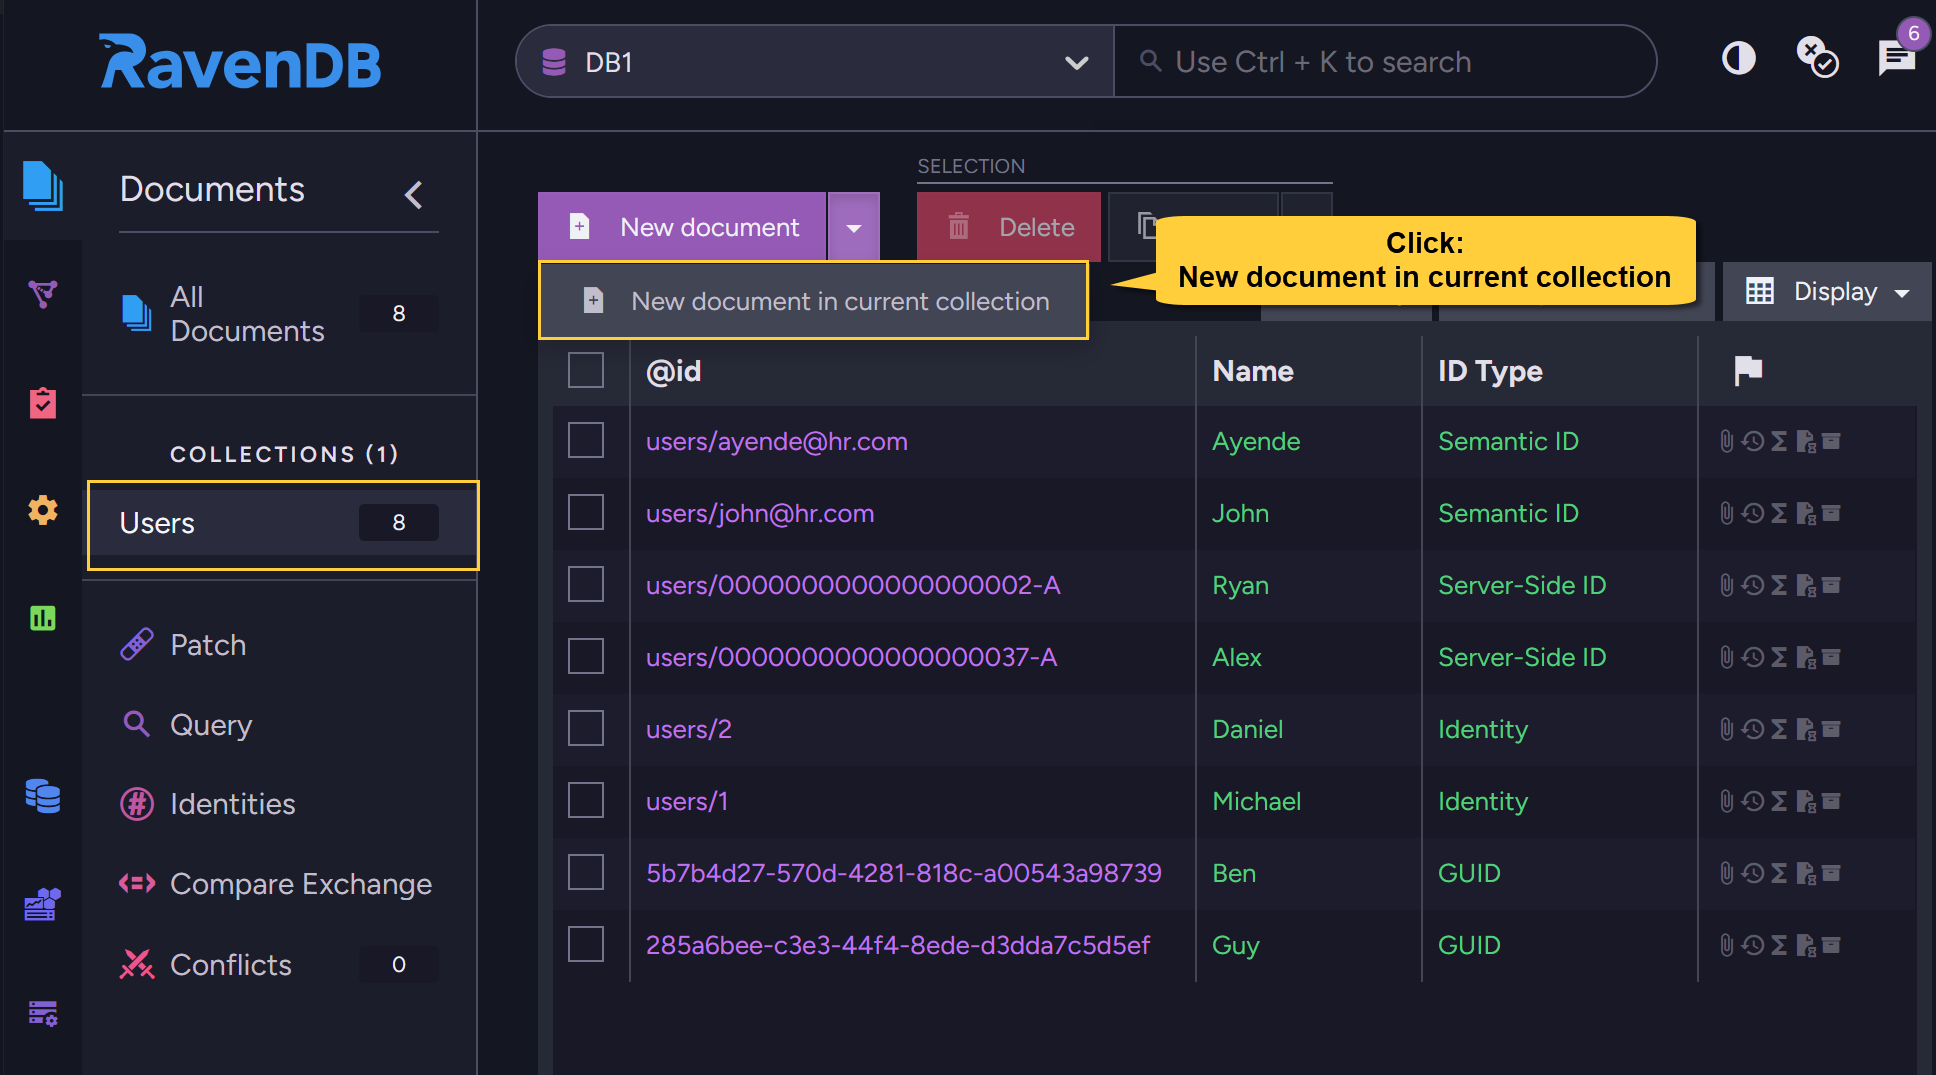 RavenDB
DB1
Use Ctrl + K to search
6
Documents
All
Documents
8
COLLECTIONS (1)
Users
8
Patch
Query
Identities
Compare Exchange
Conflicts
0
SELECTION
New document
Delete
New document in current collection
Click:
New document in current collection
Display
@id
Name
ID Type
users/ayende@hr.com
Ayende
Semantic ID
users/john@hr.com
John
Semantic ID
users/0000000000000000002-A
Ryan
Server-Side ID
users/0000000000000000037-A
Alex
Server-Side ID
users/2
Daniel
Identity
users/1
Michael
Identity
5b7b4d27-570d-4281-818c-a00543a98739
Ben
GUID
285a6bee-c3e3-44f4-8ede-d3dda7c5d5ef
Guy
GUID